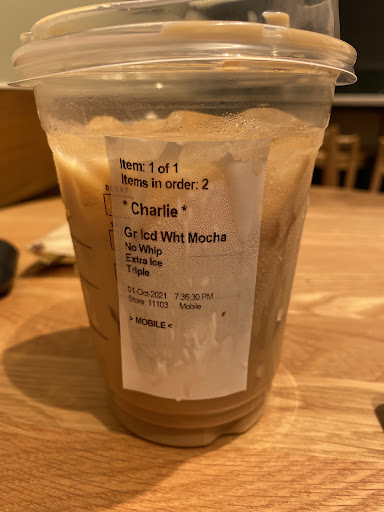 Item: 1 of 1
Items in order: 2
* Charlie *
Gr Icd Wht Mocha
No Whip
Extra Ice
Triple
01-Oct-2021 7:36:30 PM
Store: 11103 Mobile
> MOBILE <